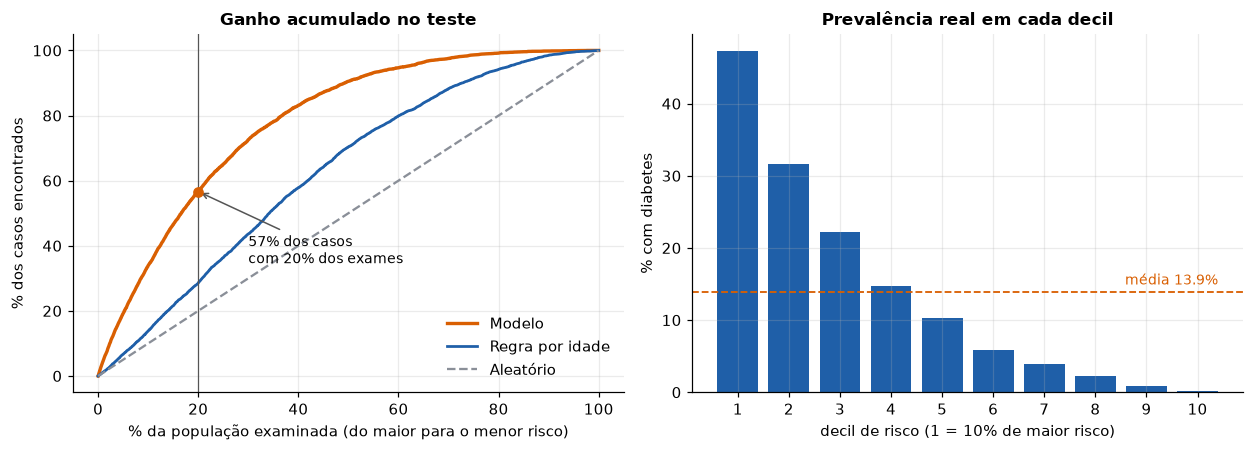 Ganho acumulado no teste
% dos casos encontrados
100
80
60
40
20
0
57% dos casos
com 20% dos exames
Modelo
Regra por idade
Aleatório
0
20
40
60
80
100
% da população examinada (do maior para o menor risco)
Prevalência real em cada decil
% com diabetes
40
30
20
10
0
média 13.9%
1
2
3
4
5
6
7
8
9
10
decil de risco (1 = 10% de maior risco)